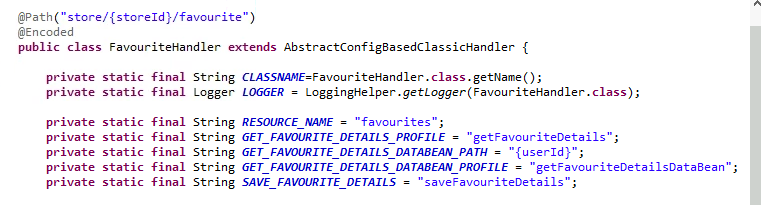 @Path("store/{storeId}/favourite")
@Encoded
public class FavouriteHandler extends AbstractConfigBasedClassicHandler {
private static final String CLASSNAME=FavouriteHandler.class.getName();
private static final Logger LOGGER = LoggingHelper.getLogger(FavouriteHandler.class);
private static final String RESOURCE_NAME = "favourites";
private static final String GET_FAVOURITE_DETAILS_PROFILE = "getFavouriteDetails";
private static final String GET_FAVOURITE_DETAILS_DATABEAN_PATH = "{userId}";
private static final String GET_FAVOURITE_DETAILS_DATABEAN_PROFILE = "getFavouriteDetailsDataBean";
private static final String SAVE_FAVOURITE_DETAILS = "saveFavouriteDetails";